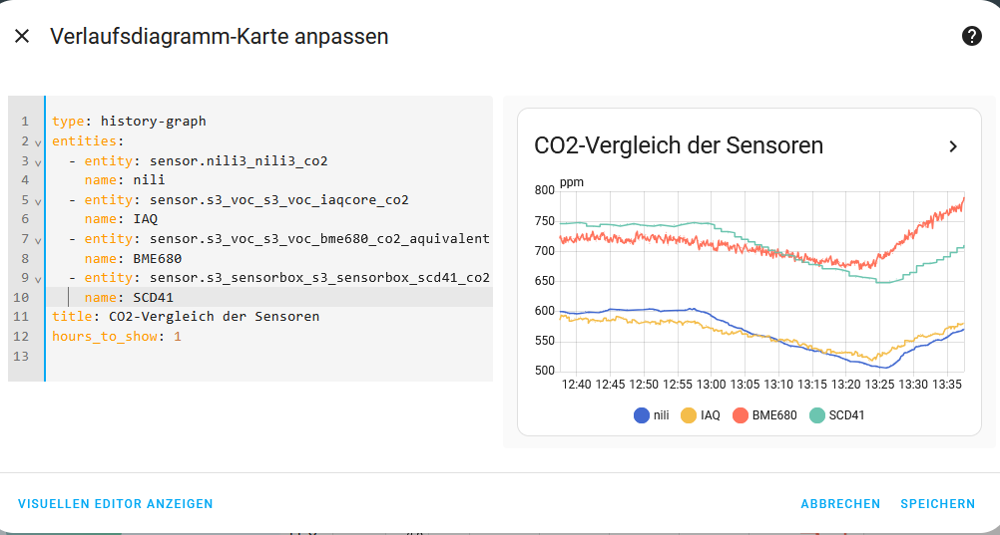 Verlaufsdiagramm-Karte anpassen
1 type: history-graph
2 entities:
3 - entity: sensor.nili3_nili3_co2
4 name: nili
5 - entity: sensor.s3_voc_s3_voc_iaqcore_co2
6 name: IAQ
7 - entity: sensor.s3_voc_s3_voc_bme680_co2_aquivalent
8 name: BME680
9 - entity: sensor.s3_sensorbox_s3_sensorbox_scd41_co2
10 name: SCD41
11 title: CO2-Vergleich der Sensoren
12 hours_to_show: 1
13
CO2-Vergleich der Sensoren
ppm
800
750
700
650
600
550
500
12:40 12:45 12:50 12:55 13:00 13:05 13:10 13:15 13:20 13:25 13:30 13:35
nili IAQ BME680 SCD41
VISUELLEN EDITOR ANZEIGEN ABBRECHEN SPEICHERN